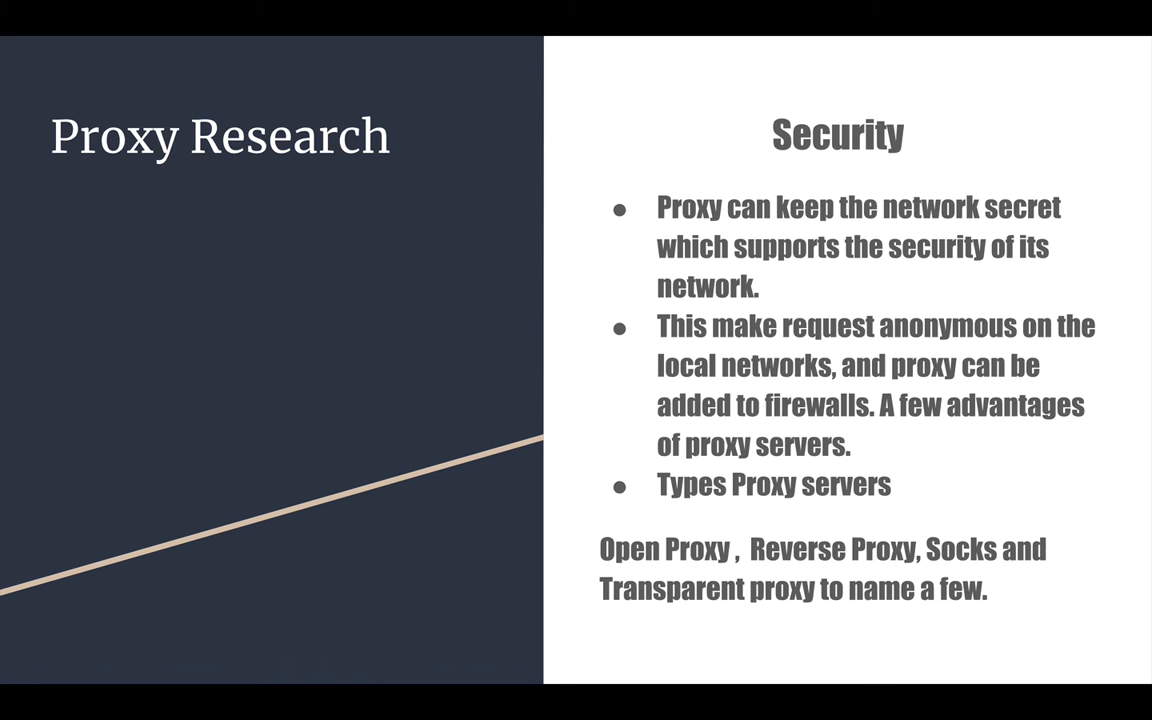 Proxy Research
Security
● Proxy can keep the network secret
which supports the security of its
network.
● This make request anonymous on the
local networks, and proxy can be
added to firewalls. A few advantages
of proxy servers.
● Types Proxy servers
Open Proxy ,  Reverse Proxy, Socks and
Transparent proxy to name a few.